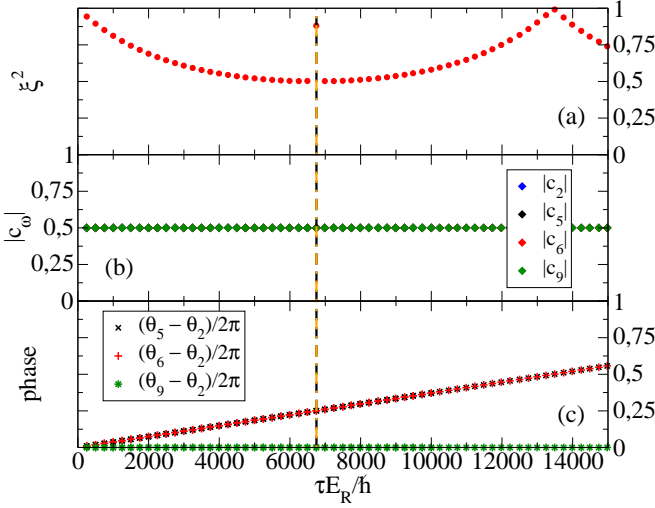 1
0,75
0,5
0,25
0
ξ²
(a)
1
0,75
0,5
0,25
0
|c_ω|
(b)
|c₂|
|c₅|
|c₆|
|c₉|
1
0,75
0,5
0,25
0
phase
(θ₅ − θ₂)/2π
(θ₆ − θ₂)/2π
(θ₉ − θ₂)/2π
(c)
0 2000 4000 6000 8000 10000 12000 14000
τE_R/ħ